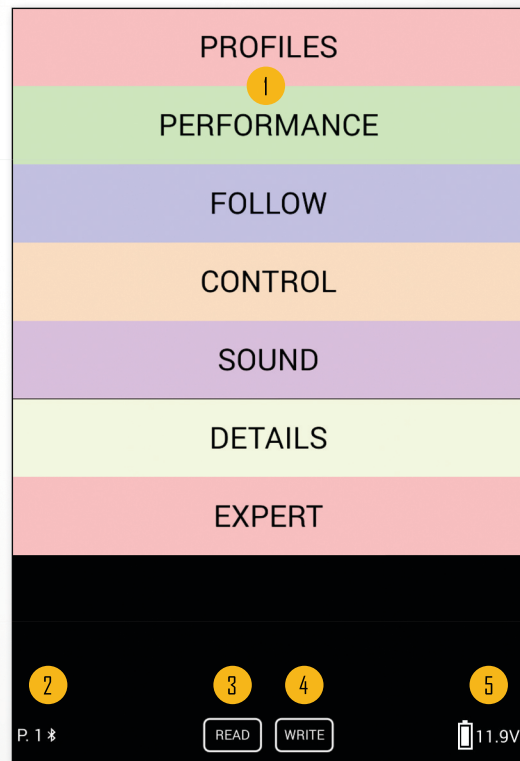 PROFILES
1
PERFORMANCE
FOLLOW
CONTROL
SOUND
DETAILS
EXPERT
2 3 4 5
P. 1 READ WRITE 11.9V